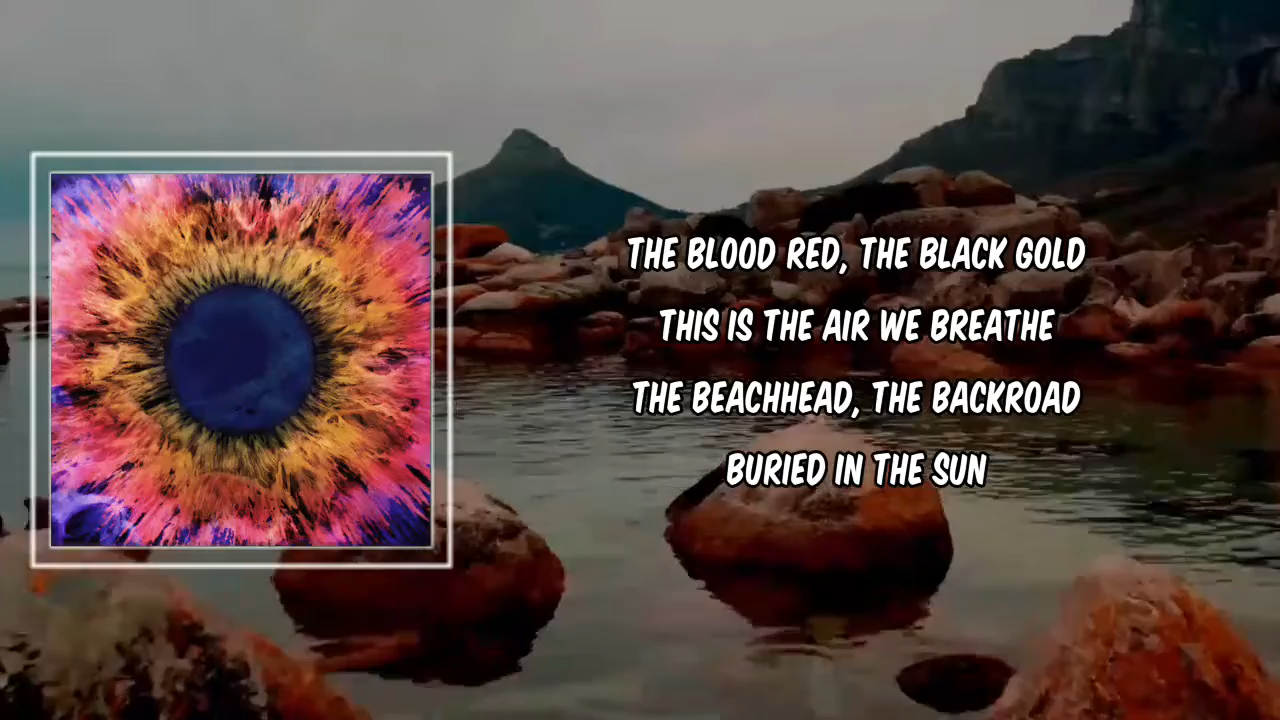 THE BLOOD RED, THE BLACK GOLD
THIS IS THE AIR WE BREATHE
THE BEACHHEAD, THE BACKROAD
BURIED IN THE SUN